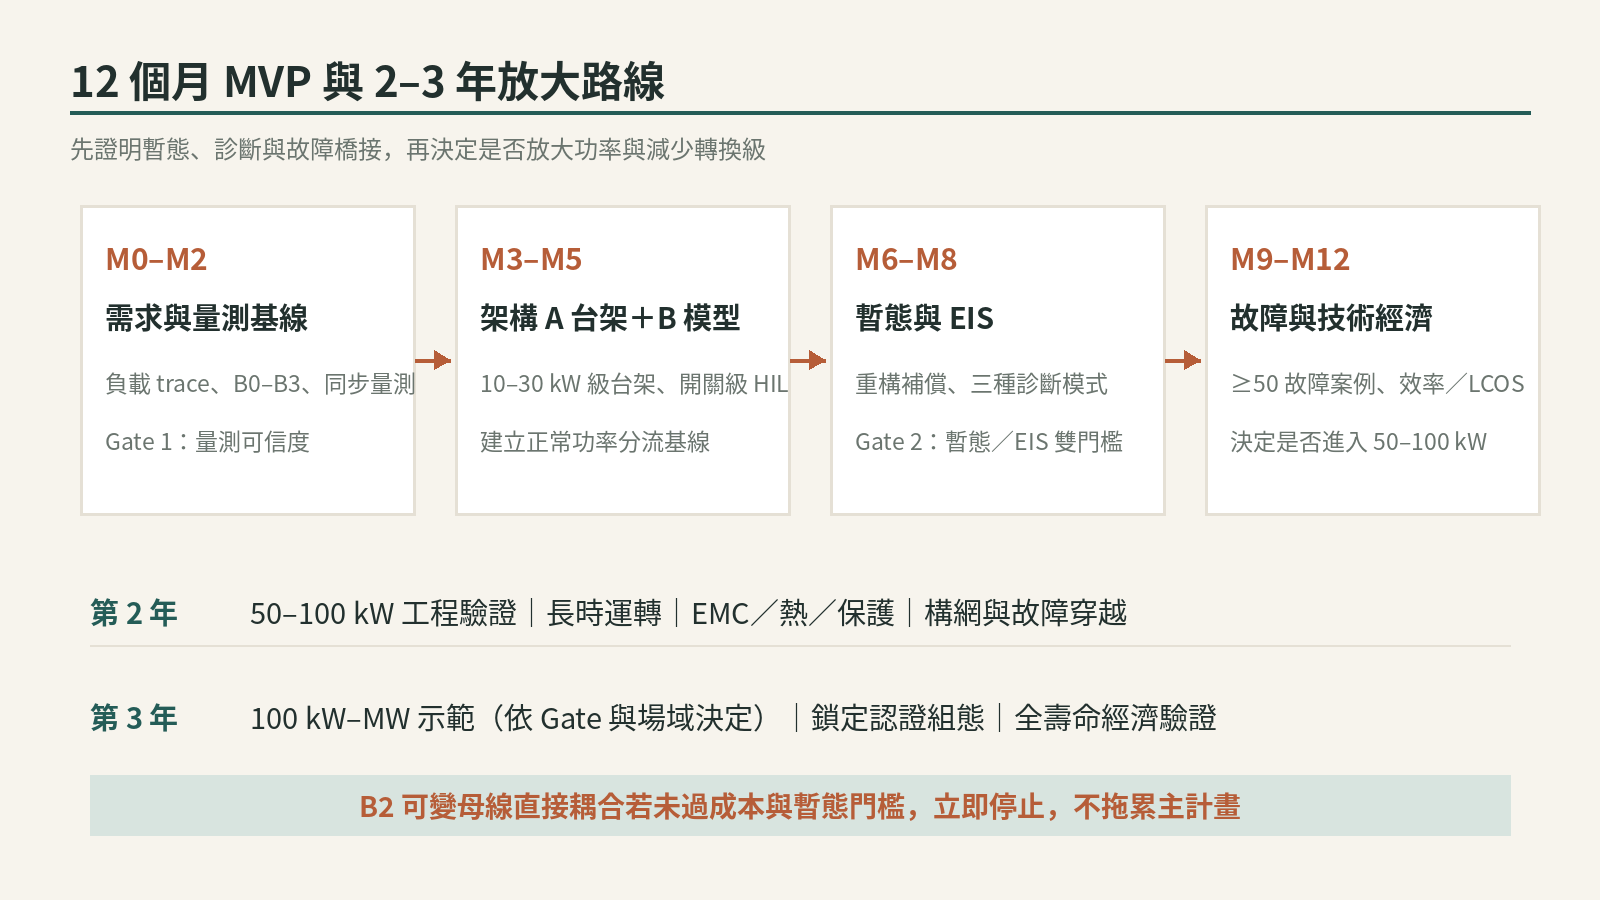 12 個月 MVP 與 2–3 年放大路線
先證明暫態、診斷與故障橋接，再決定是否放大功率與減少轉換級
M0–M2
需求與量測基線
負載 trace、B0–B3、同步量測
Gate 1：量測可信度
M3–M5
架構 A 台架＋B 模型
10–30 kW 級台架、開關級 HIL
建立正常功率分流基線
M6–M8
暫態與 EIS
重構補償、三種診斷模式
Gate 2：暫態／EIS 雙門檻
M9–M12
故障與技術經濟
≥50 故障案例、效率／LCOS
決定是否進入 50–100 kW
第 2 年 50–100 kW 工程驗證｜長時運轉｜EMC／熱／保護｜構網與故障穿越
第 3 年 100 kW–MW 示範（依 Gate 與場域決定）｜鎖定認證組態｜全壽命經濟驗證
B2 可變母線直接耦合若未過成本與暫態門檻，立即停止，不拖累主計畫